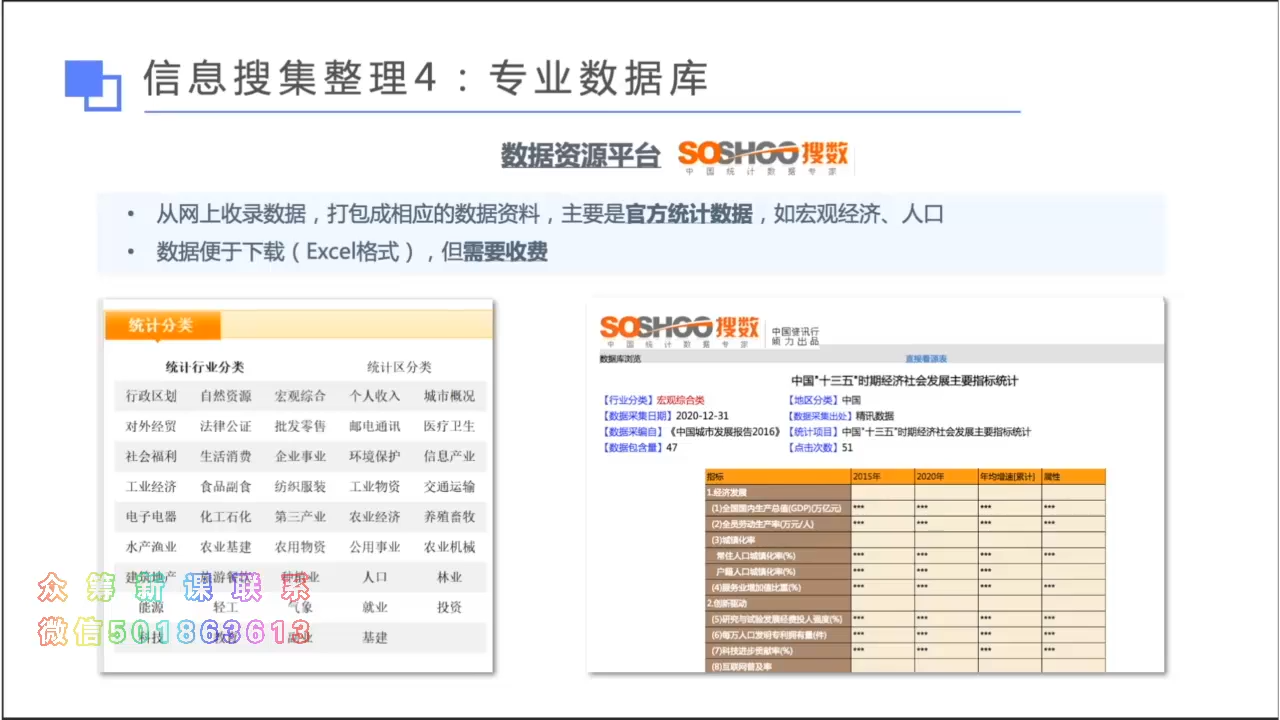 信息搜集整理4：专业数据库
数据资源平台 SOSHOO搜数
中国统计数据专家
• 从网上收录数据，打包成相应的数据资料，主要是官方统计数据，如宏观经济、人口
• 数据便于下载（Excel格式），但需要收费
统计分类
统计行业分类 统计区分类
行政区划 自然资源 宏观综合 个人收入 城市概况
对外经贸 法律公证 批发零售 邮电通讯 医疗卫生
社会福利 生活消费 企业事业 环境保护 信息产业
工业经济 食品副食 纺织服装 工业物资 交通运输
电子电器 化工石化 第三产业 农业经济 养殖畜牧
水产渔业 农业基建 农用物资 公用事业 农业机械
建筑地产 旅游餐饮 人口 林业
能源 轻工 气象 就业 投资
科技 基建
众筹新课联系
微信501863613
SOSHOO搜数 中国资讯行
中国统计数据专家 倾力出品
数据库浏览 直接看源表
中国"十三五"时期经济社会发展主要指标统计
【行业分类】宏观综合类 【地区分类】中国
【数据采集日期】2020-12-31 【数据采集出处】精讯数据
【数据采编自】《中国城市发展报告2016》 【统计项目】中国"十三五"时期经济社会发展主要指标统计
【数据包含量】47 【点击次数】51
指标 2015年 2020年 年均增速(累计) 属性
1.经济发展
(1)全国国内生产总值(GDP)(万亿元) *** *** *** ***
(2)全员劳动生产率(万元/人) *** *** *** ***
(3)城镇化率
常住人口城镇化率(%) *** *** *** ***
户籍人口城镇化率(%) *** *** ***
(4)服务业增加值比重(%) *** *** *** ***
2.创新驱动
(5)研究与试验发展经费投入强度(%) *** *** *** ***
(6)每万人口发明专利拥有量(件) *** *** *** ***
(7)科技进步贡献率(%) *** *** *** ***
(8)互联网普及率